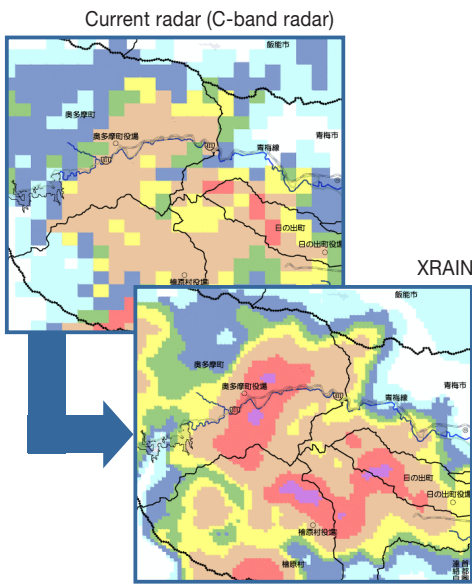 Current radar (C-band radar)
飯能市
奥多摩町
奥多摩町役場
青梅市
青梅線
日の出町
日の出町役場
檜原村役場
XRAIN
飯能市
奥多摩町
奥多摩町役場
青梅市
青梅線
日の出町
日の出町役場
檜原村役場
檜原村